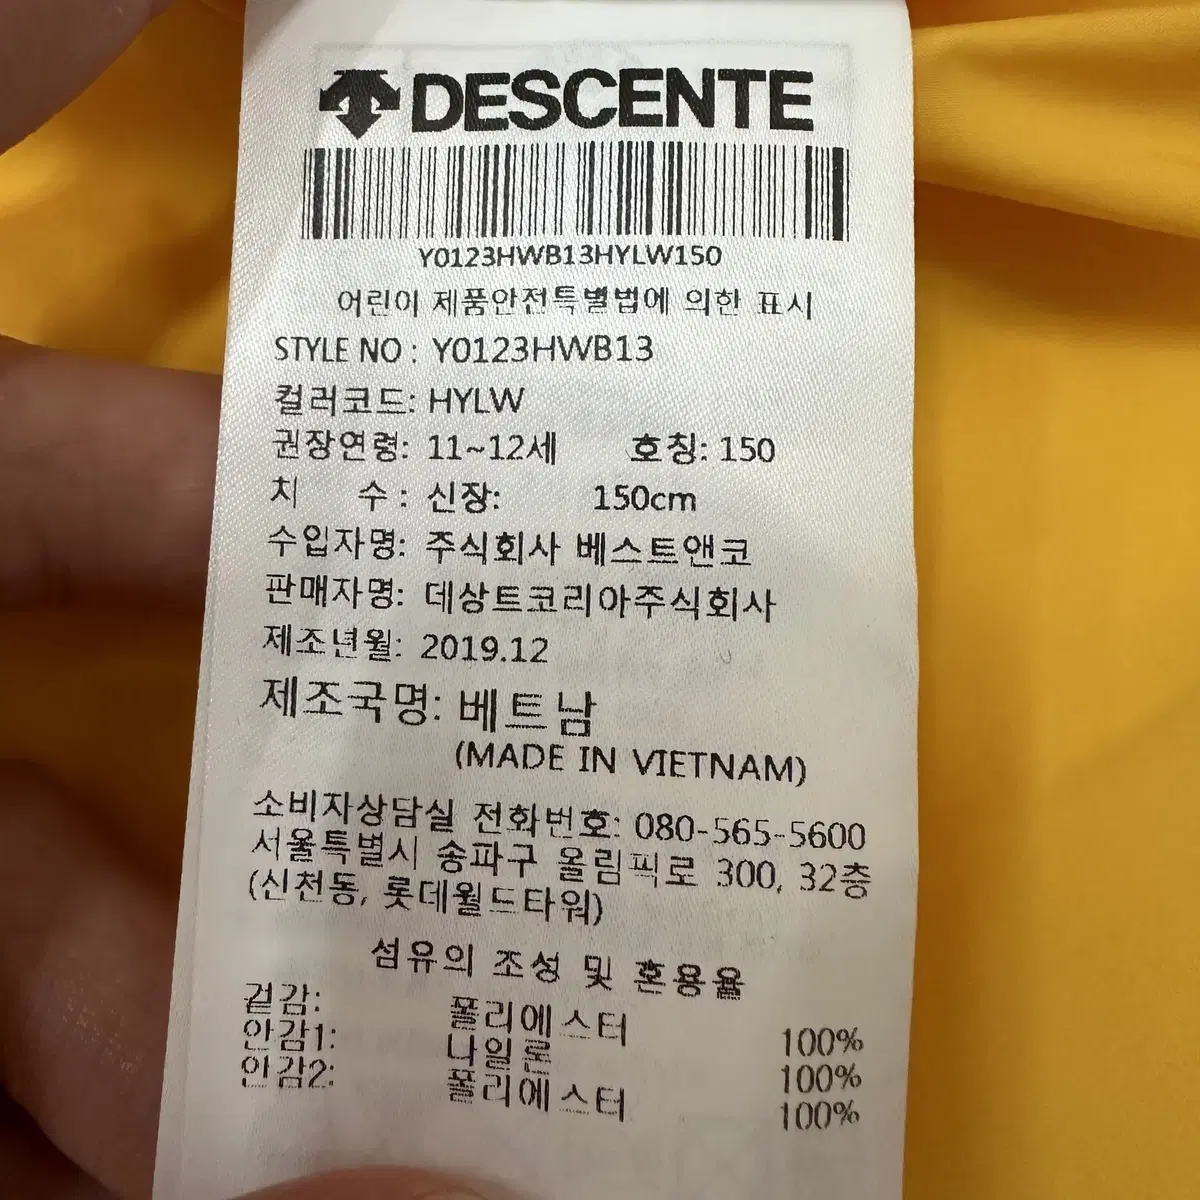 DESCENTE
Y0123HWB13HYLW150
어린이 제품안전특별법에 의한 표시
STYLE NO : Y0123HWB13
컬러코드: HYLW
권장연령: 11~12세 호칭: 150
치 수 : 신장: 150cm
수입자명: 주식회사 베스트앤코
판매자명: 데상트코리아주식회사
제조년월: 2019.12
제조국명: 베트남
(MADE IN VIETNAM)
소비자상담실 전화번호: 080-565-5600
서울특별시 송파구 올림픽로 300, 32층
(신천동, 롯데월드타워)
섬유의 조성 및 혼용율
겉감: 폴리에스터 100%
안감1: 나일론 100%
안감2: 폴리에스터 100%